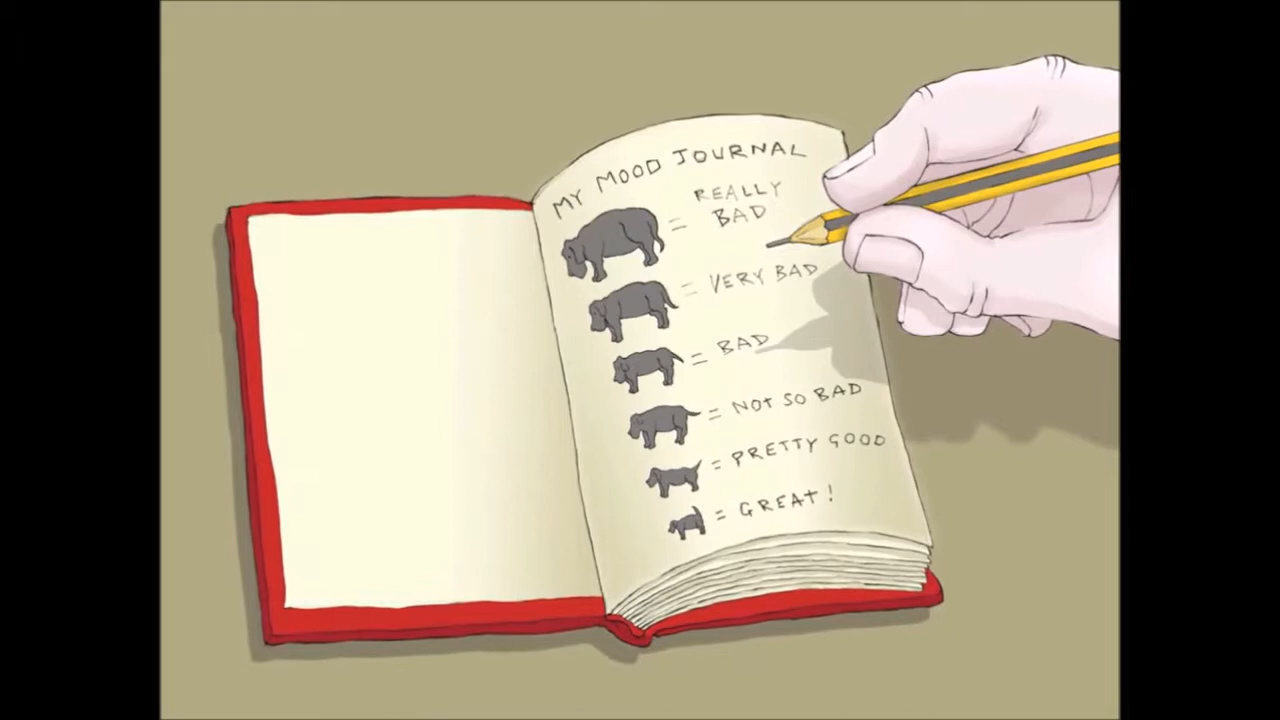 MY MOOD JOURNAL
= REALLY
BAD
= VERY BAD
= BAD
= NOT SO BAD
= PRETTY GOOD
= GREAT!